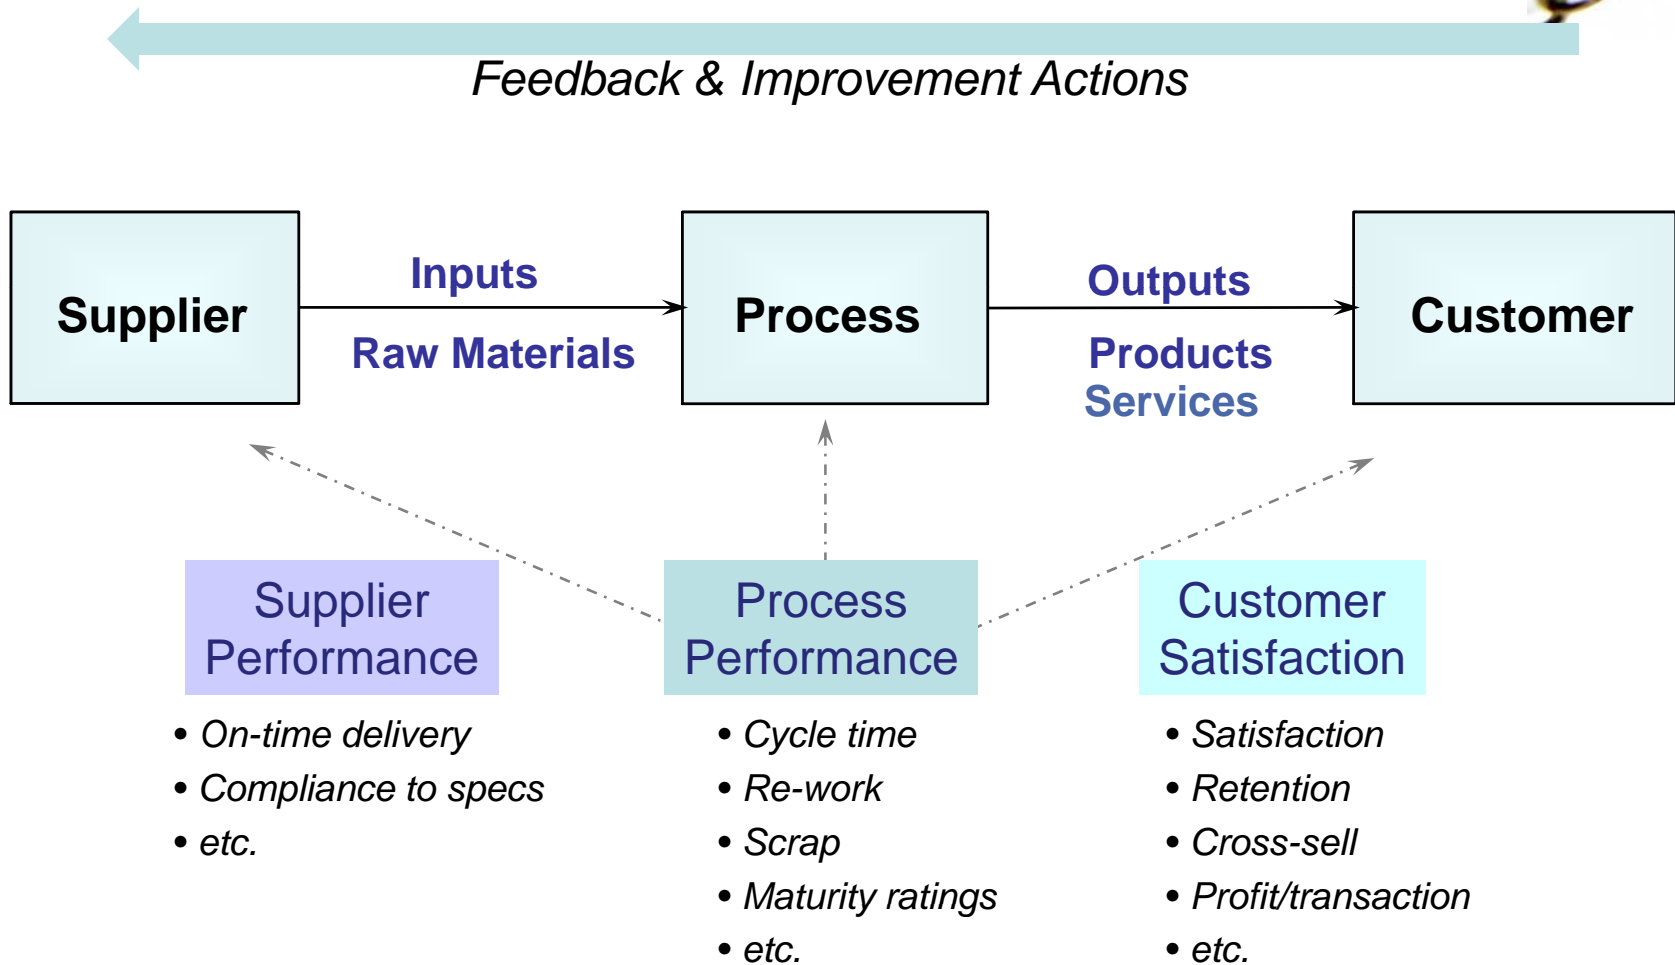 Feedback & Improvement Actions
Supplier
Inputs
Raw Materials
Process
Outputs
Products
Services
Customer
Supplier
Performance
• On-time delivery
• Compliance to specs
• etc.
Process
Performance
• Cycle time
• Re-work
• Scrap
• Maturity ratings
• etc.
Customer
Satisfaction
• Satisfaction
• Retention
• Cross-sell
• Profit/transaction
• etc.